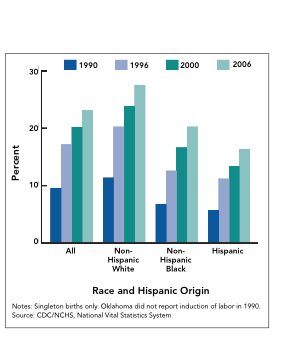 1990 1996 2000 2006
30
20
10
0
Percent
All Non-Hispanic White Non-Hispanic Black Hispanic
Race and Hispanic Origin
Notes: Singleton births only. Oklahoma did not report induction of labor in 1990.
Source: CDC/NCHS, National Vital Statistics System